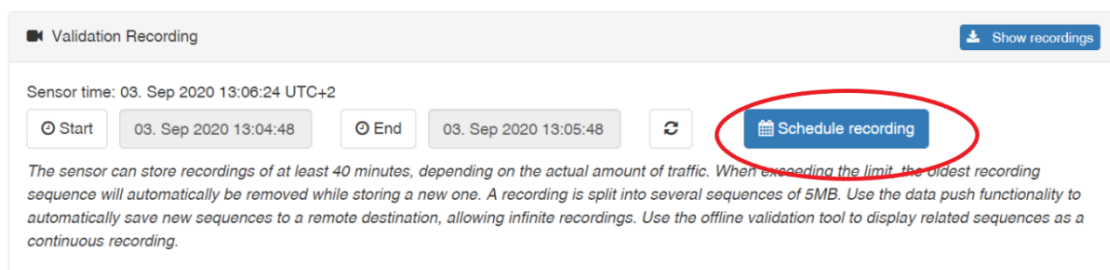 Validation Recording Show recordings
Sensor time: 03. Sep 2020 13:06:24 UTC+2
Start 03. Sep 2020 13:04:48 End 03. Sep 2020 13:05:48 Schedule recording
The sensor can store recordings of at least 40 minutes, depending on the actual amount of traffic. When exceeding the limit, the oldest recording
sequence will automatically be removed while storing a new one. A recording is split into several sequences of 5MB. Use the data push functionality to
automatically save new sequences to a remote destination, allowing infinite recordings. Use the offline validation tool to display related sequences as a
continuous recording.